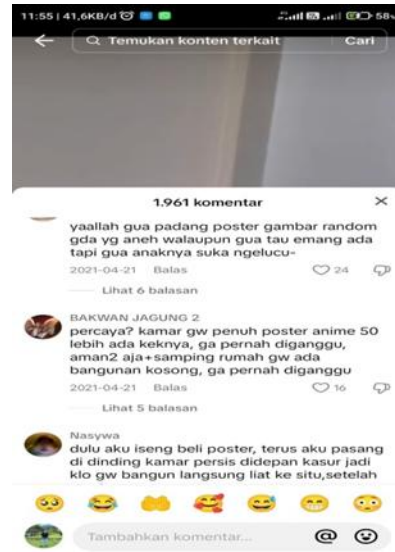 11:55 | 41,6KB/d
58
Temukan konten terkait
Cari
1.961 komentar
yaallah gua padang poster gambar random
gda yg aneh walaupun gua tau emang ada
tapi gua anaknya suka ngelucu-
2021-04-21 Balas 24
Lihat 6 balasan
BAKWAN JAGUNG 2
percaya? kamar gw penuh poster anime 50
lebih ada keknya, ga pernah diganggu,
aman2 aja+samping rumah gw ada
bangunan kosong, ga pernah diganggu
2021-04-21 Balas 16
Lihat 5 balasan
Nasywa
dulu aku iseng beli poster, terus aku pasang
di dinding kamar persis didepan kasur jadi
klo gw bangun langsung liat ke situ,setelah
Tambahkan komentar...
@